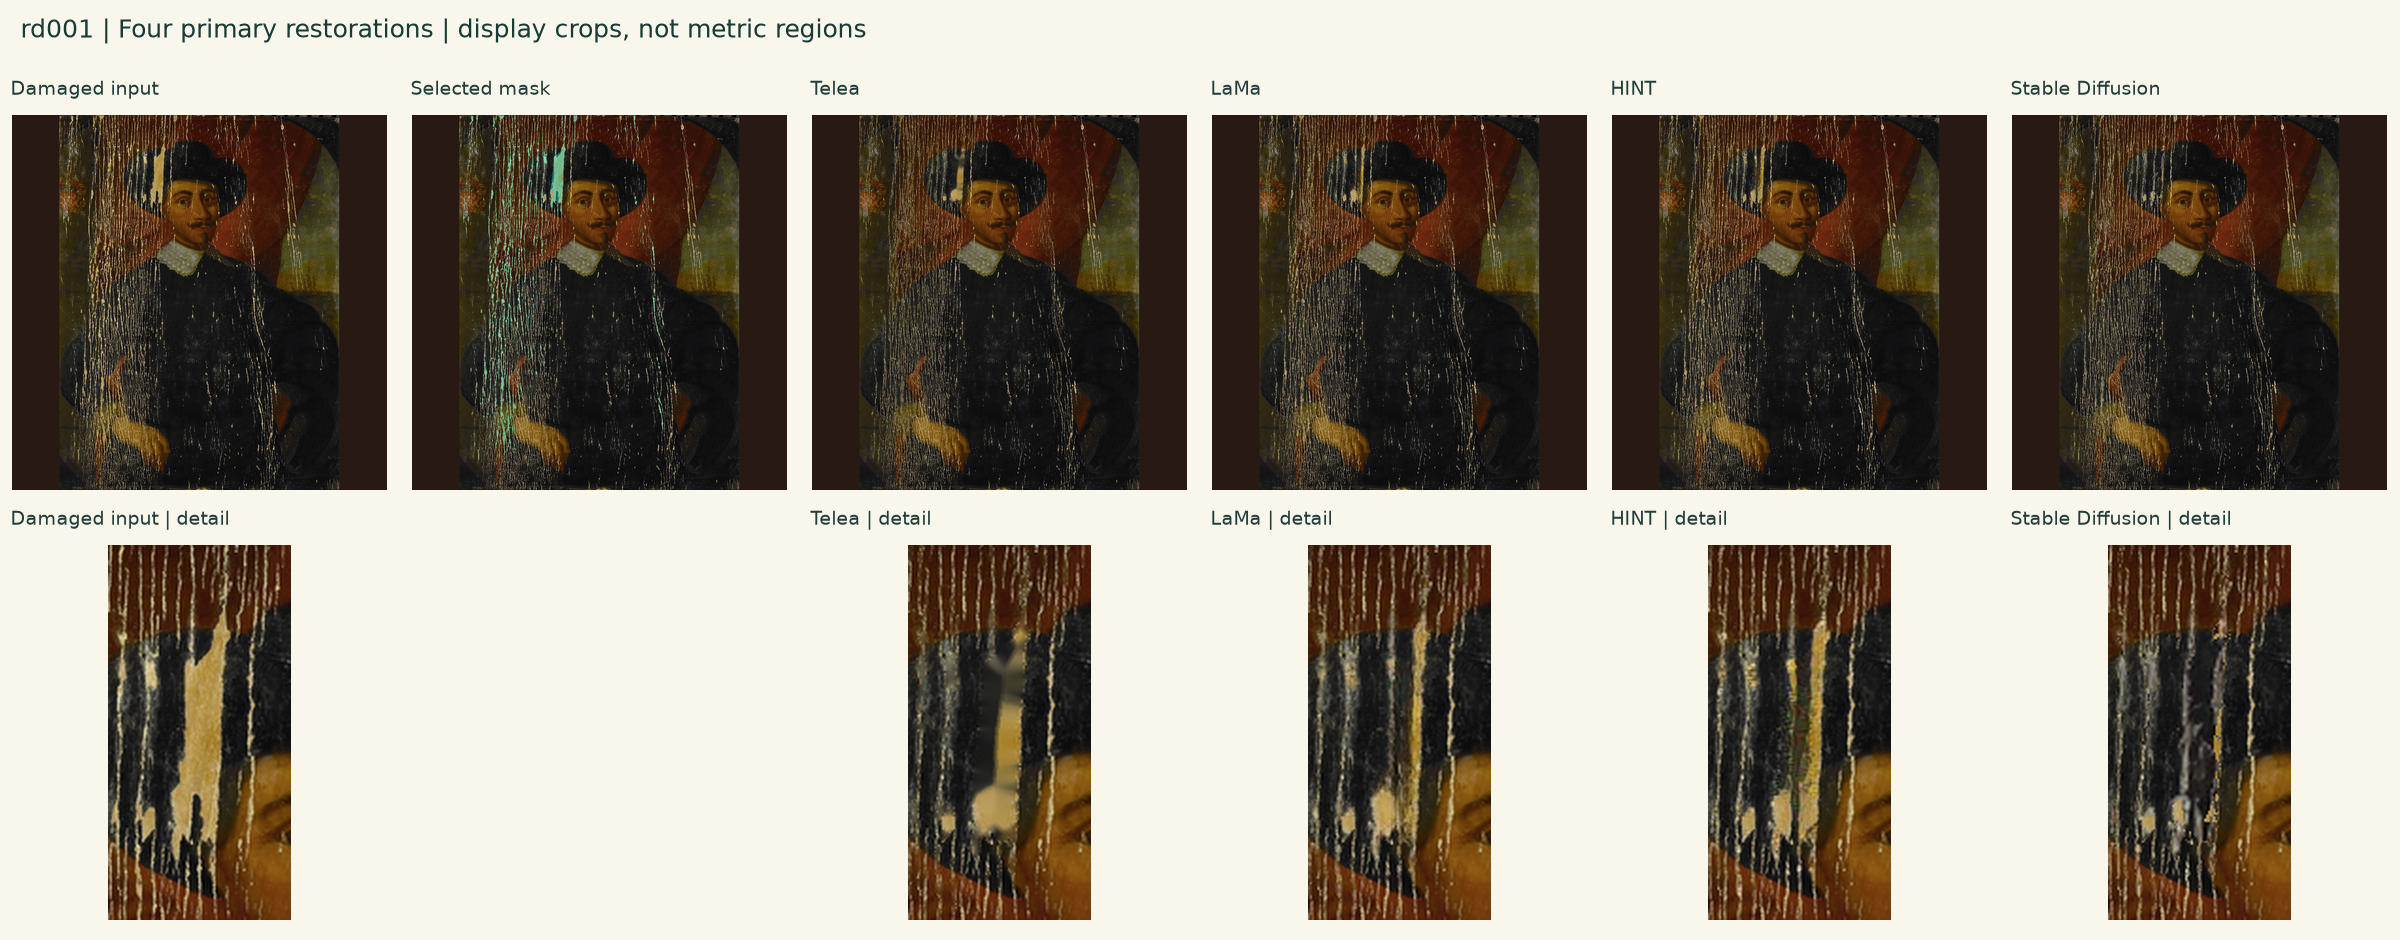 rd001 | Four primary restorations | display crops, not metric regions
Damaged input
Selected mask
Telea
LaMa
HINT
Stable Diffusion
Damaged input | detail
Telea | detail
LaMa | detail
HINT | detail
Stable Diffusion | detail